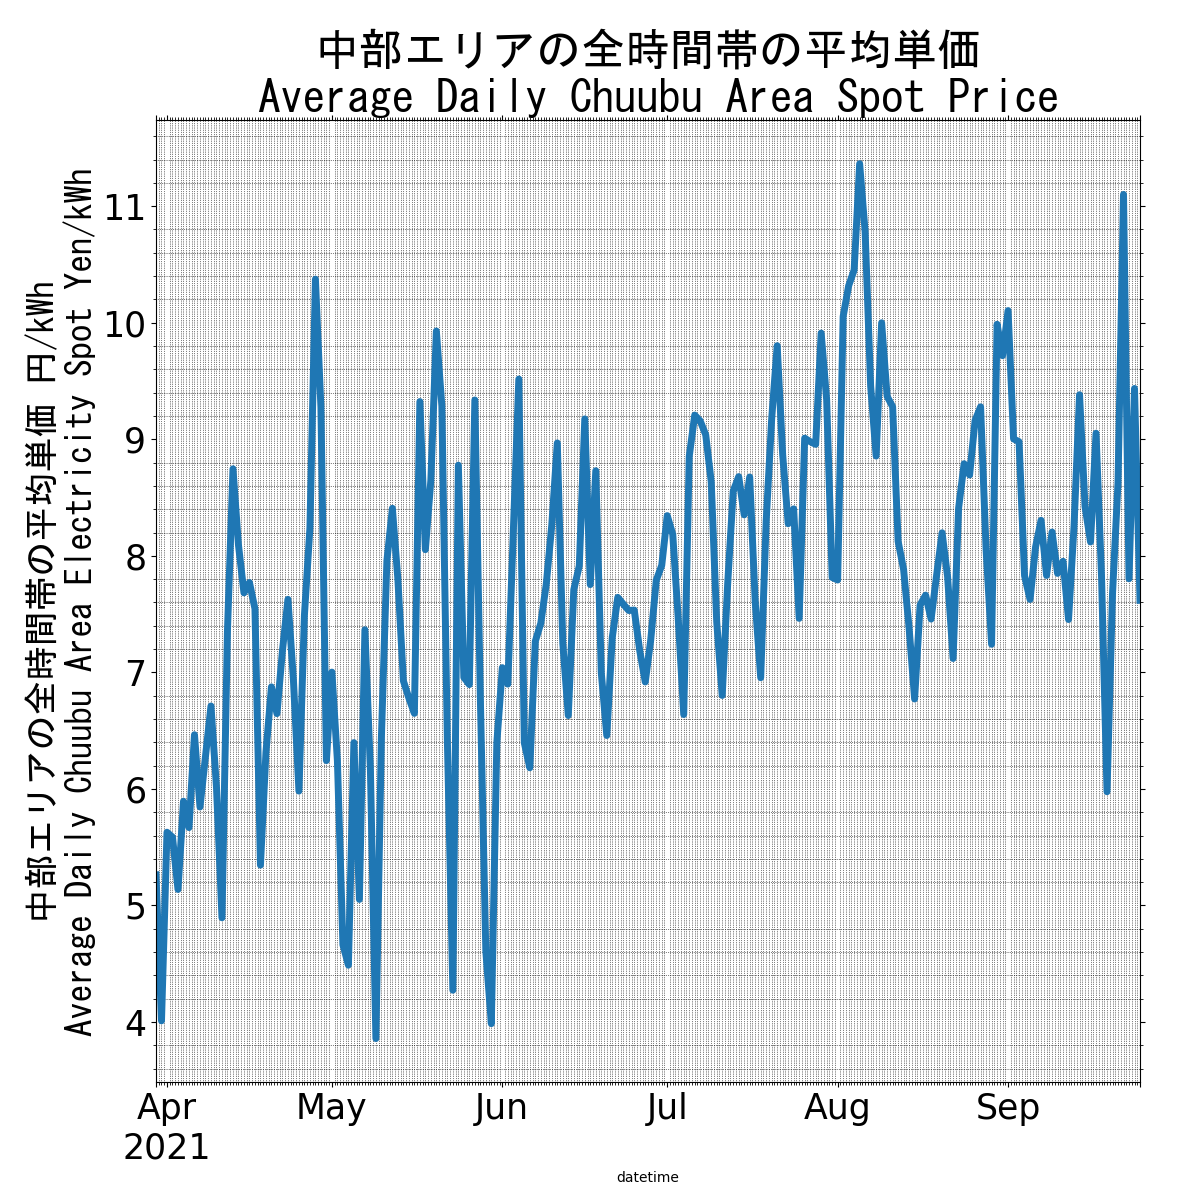 中部エリアの全時間帯の平均単価
Average Daily Chuubu Area Spot Price
中部エリアの全時間帯の平均単価 円/kWh
Average Daily Chuubu Area Electricity Spot Yen/kWh
11
10
9
8
7
6
5
4
Apr May Jun Jul Aug Sep
2021
datetime